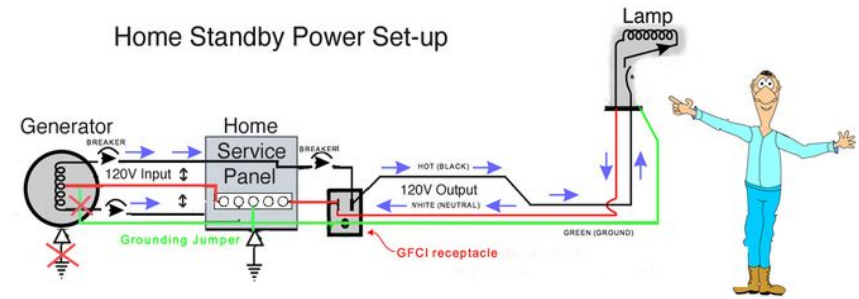 Home Standby Power Set-up
Lamp
Generator
Home
BREAKER
Service
Panel
BREAKER
120V Input
HOT (BLACK)
120V Output
WHITE (NEUTRAL)
GREEN (GROUND)
Grounding Jumper
GFCI receptacle